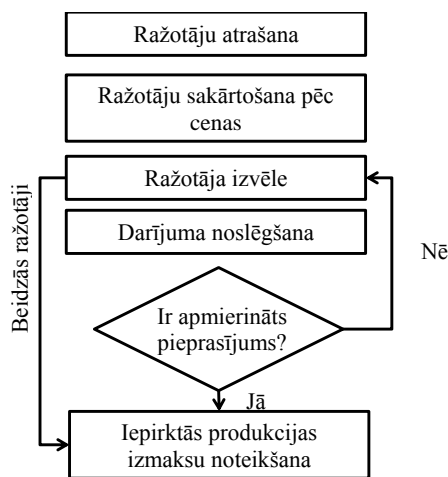 Ražotāju atrašana
Ražotāju sakārtošana pēc
cenas
Ražotāja izvēle
Darījuma noslēgšana
Beidzās ražotāji
Nē
Ir apmierināts
pieprasījums?
Jā
Iepirktās produkcijas
izmaksu noteikšana